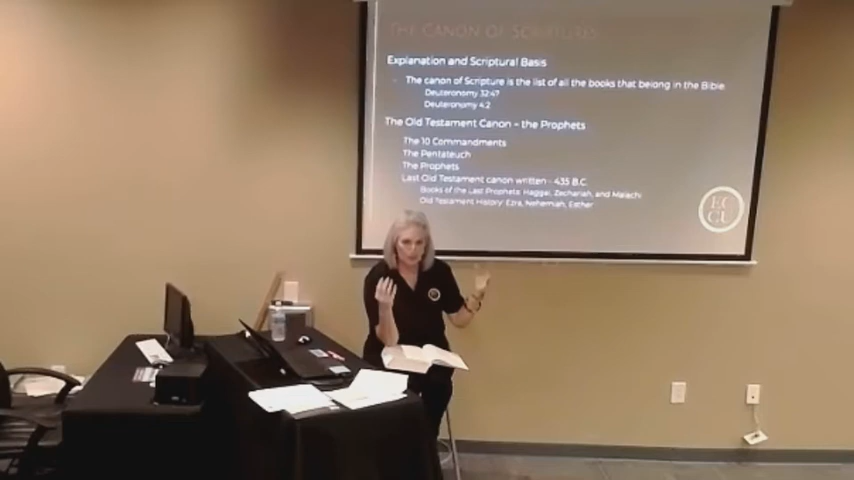 THE CANON OF SCRIPTURES
Explanation and Scriptural Basis
- The canon of Scripture is the list of all the books that belong in the Bible
Deuteronomy 32:47
Deuteronomy 4:2
The Old Testament Canon – the Prophets
The 10 Commandments
The Pentateuch
The Prophets
Last Old Testament canon written - 435 B.C.
Books of the Last Prophets: Haggai, Zechariah, and Malachi
Old Testament History: Ezra, Nehemiah, Esther
EC
CU